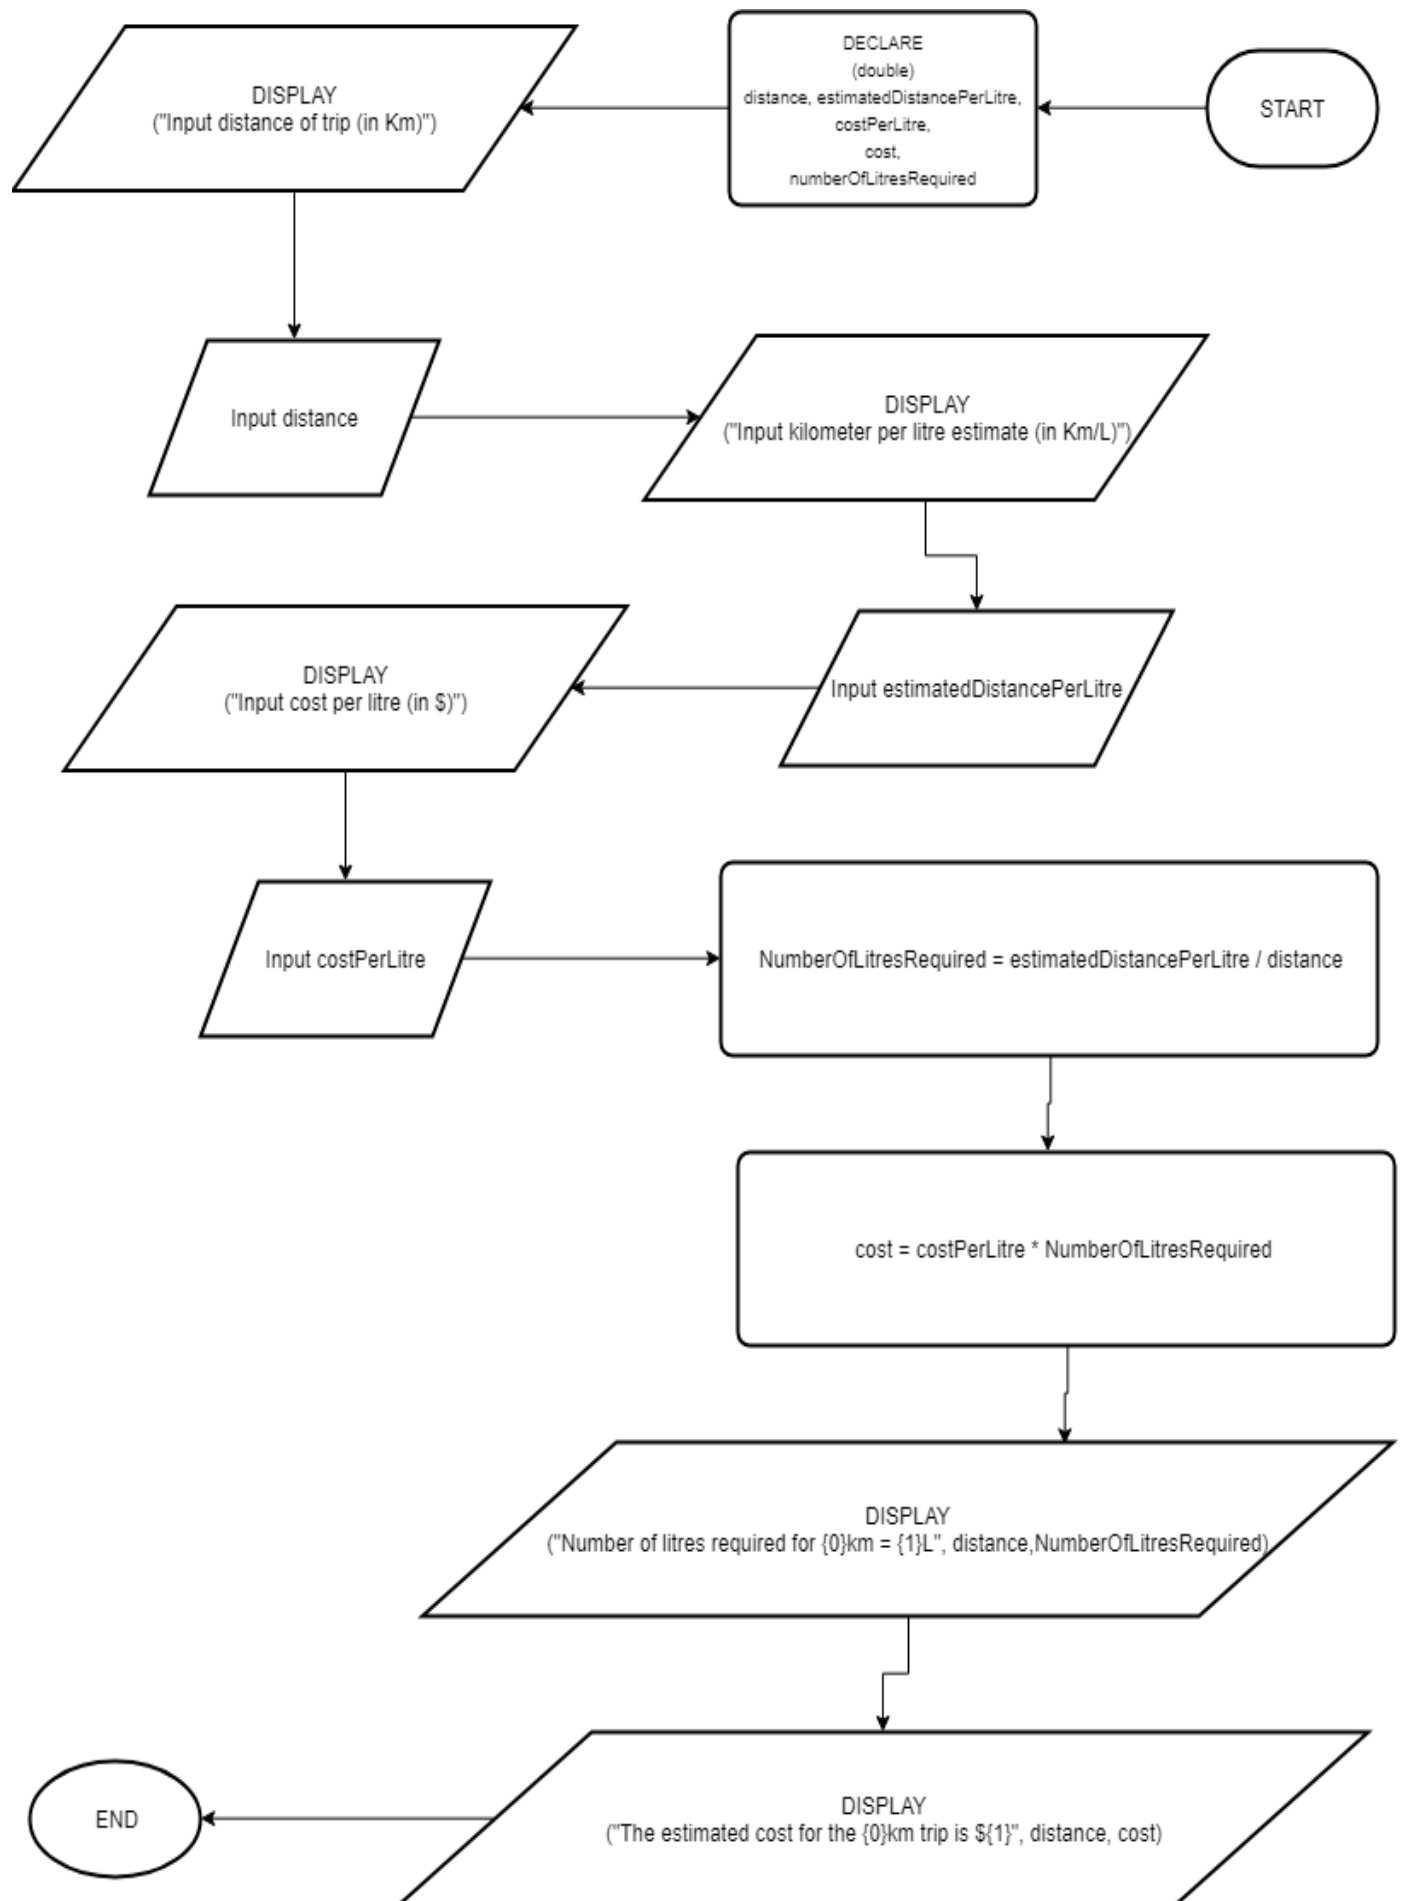 START
DECLARE
(double)
distance, estimatedDistancePerLitre,
costPerLitre,
cost,
numberOfLitresRequired
DISPLAY
("Input distance of trip (in Km)")
Input distance
DISPLAY
("Input kilometer per litre estimate (in Km/L)")
Input estimatedDistancePerLitre
DISPLAY
("Input cost per litre (in $)")
Input costPerLitre
NumberOfLitresRequired = estimatedDistancePerLitre / distance
cost = costPerLitre * NumberOfLitresRequired
DISPLAY
("Number of litres required for {0}km = {1}L", distance,NumberOfLitresRequired)
DISPLAY
("The estimated cost for the {0}km trip is ${1}", distance, cost)
END